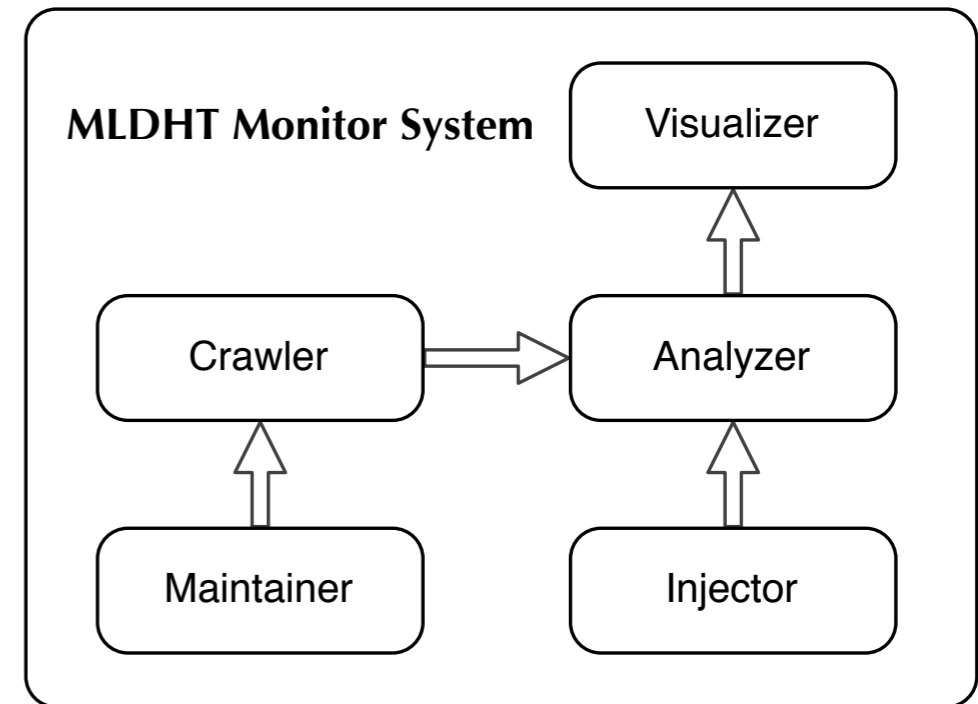 MLDHT Monitor System
Visualizer
Crawler
Analyzer
Maintainer
Injector